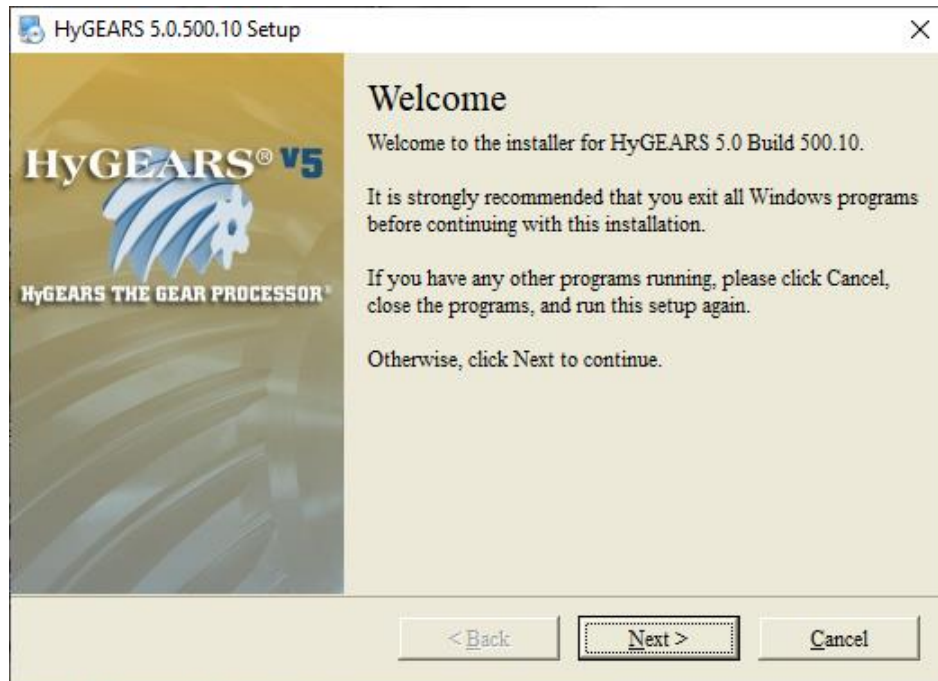 HyGEARS 5.0.500.10 Setup
HyGEARS® V5
HyGEARS THE GEAR PROCESSOR®
Welcome
Welcome to the installer for HyGEARS 5.0 Build 500.10.
It is strongly recommended that you exit all Windows programs
before continuing with this installation.
If you have any other programs running, please click Cancel,
close the programs, and run this setup again.
Otherwise, click Next to continue.
< Back
Next >
Cancel